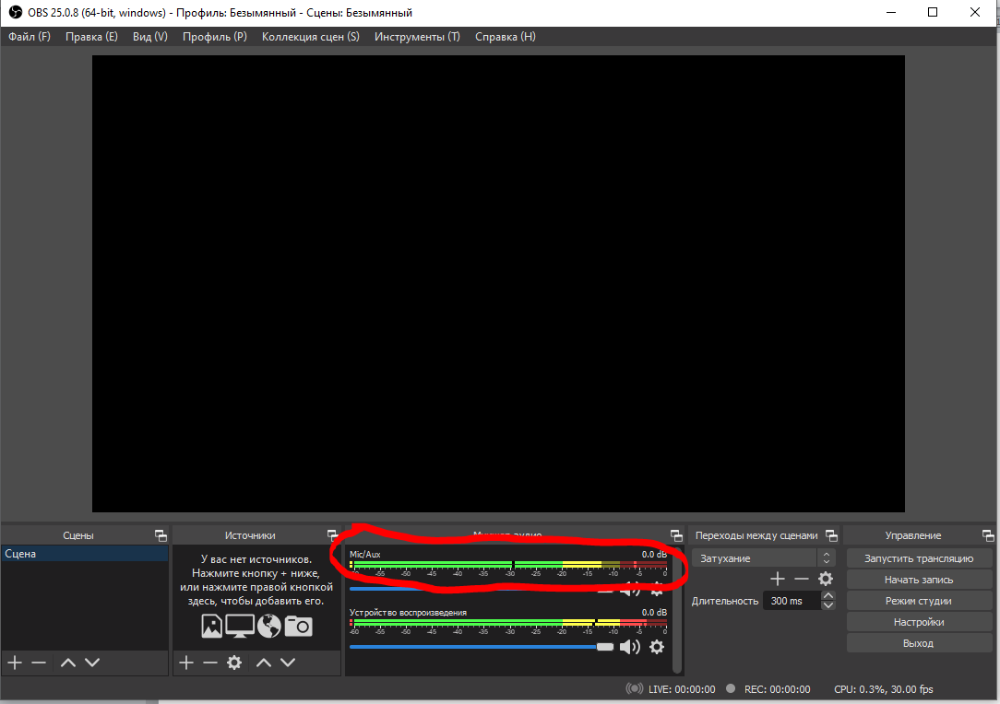 OBS 25.0.8 (64-bit, windows) - Профиль: Безымянный - Сцены: Безымянный
Файл (F) Правка (E) Вид (V) Профиль (P) Коллекция сцен (S) Инструменты (T) Справка (H)
Сцены
Сцена
Источники
У вас нет источников.
Нажмите кнопку + ниже,
или нажмите правой кнопкой
здесь, чтобы добавить его.
Mic/Aux 0.0 dB
-60 -55 -50 -45 -40 -35 -30 -25 -20 -15 -10 -5 0
Устройство воспроизведения 0.0 dB
-60 -55 -50 -45 -40 -35 -30 -25 -20 -15 -10 -5 0
Переходы между сценами
Затухание
Длительность 300 ms
Управление
Запустить трансляцию
Начать запись
Режим студии
Настройки
Выход
LIVE: 00:00:00 REC: 00:00:00 CPU: 0.3%, 30.00 fps